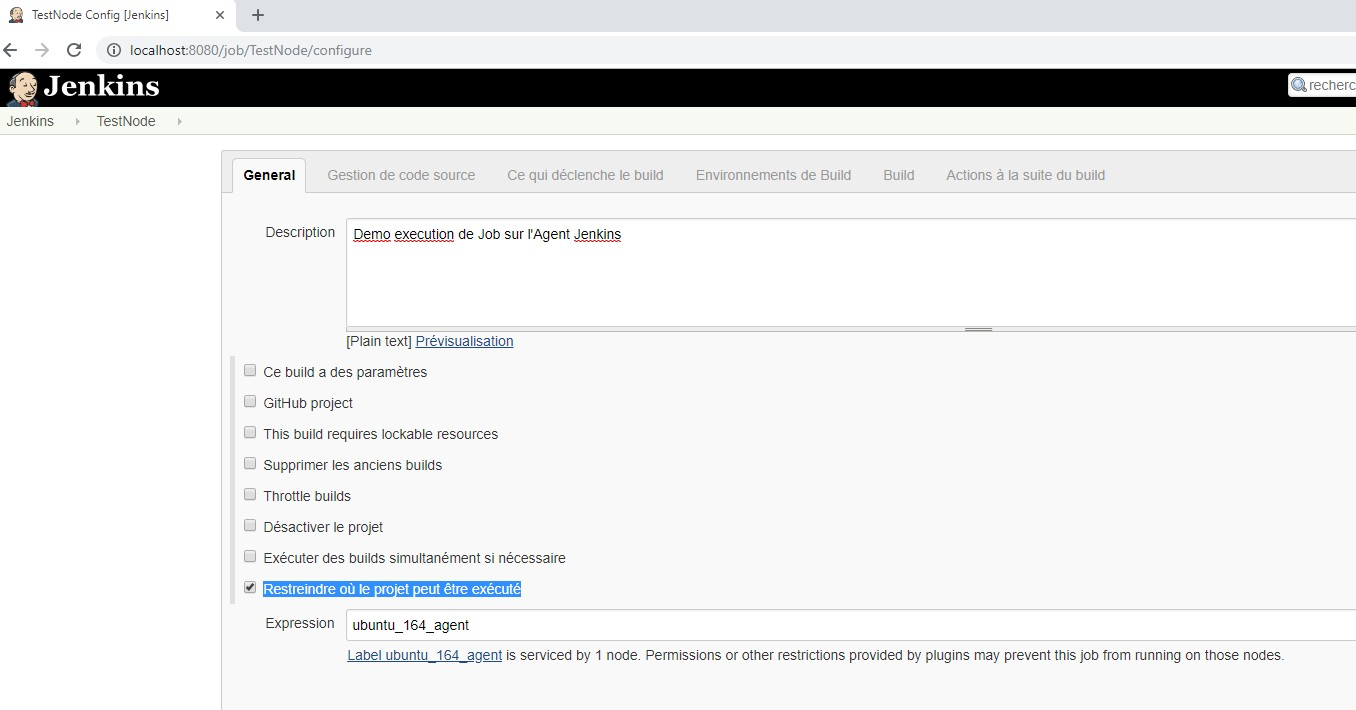 TestNode Config [Jenkins]
localhost:8080/job/TestNode/configure
Jenkins
recherc
Jenkins TestNode
General Gestion de code source Ce qui déclenche le build Environnements de Build Build Actions à la suite du build
Description
Demo execution de Job sur l'Agent Jenkins
[Plain text] Prévisualisation
Ce build a des paramètres
GitHub project
This build requires lockable resources
Supprimer les anciens builds
Throttle builds
Désactiver le projet
Exécuter des builds simultanément si nécessaire
Restreindre où le projet peut être exécuté
Expression ubuntu_164_agent
Label ubuntu_164_agent is serviced by 1 node. Permissions or other restrictions provided by plugins may prevent this job from running on those nodes.